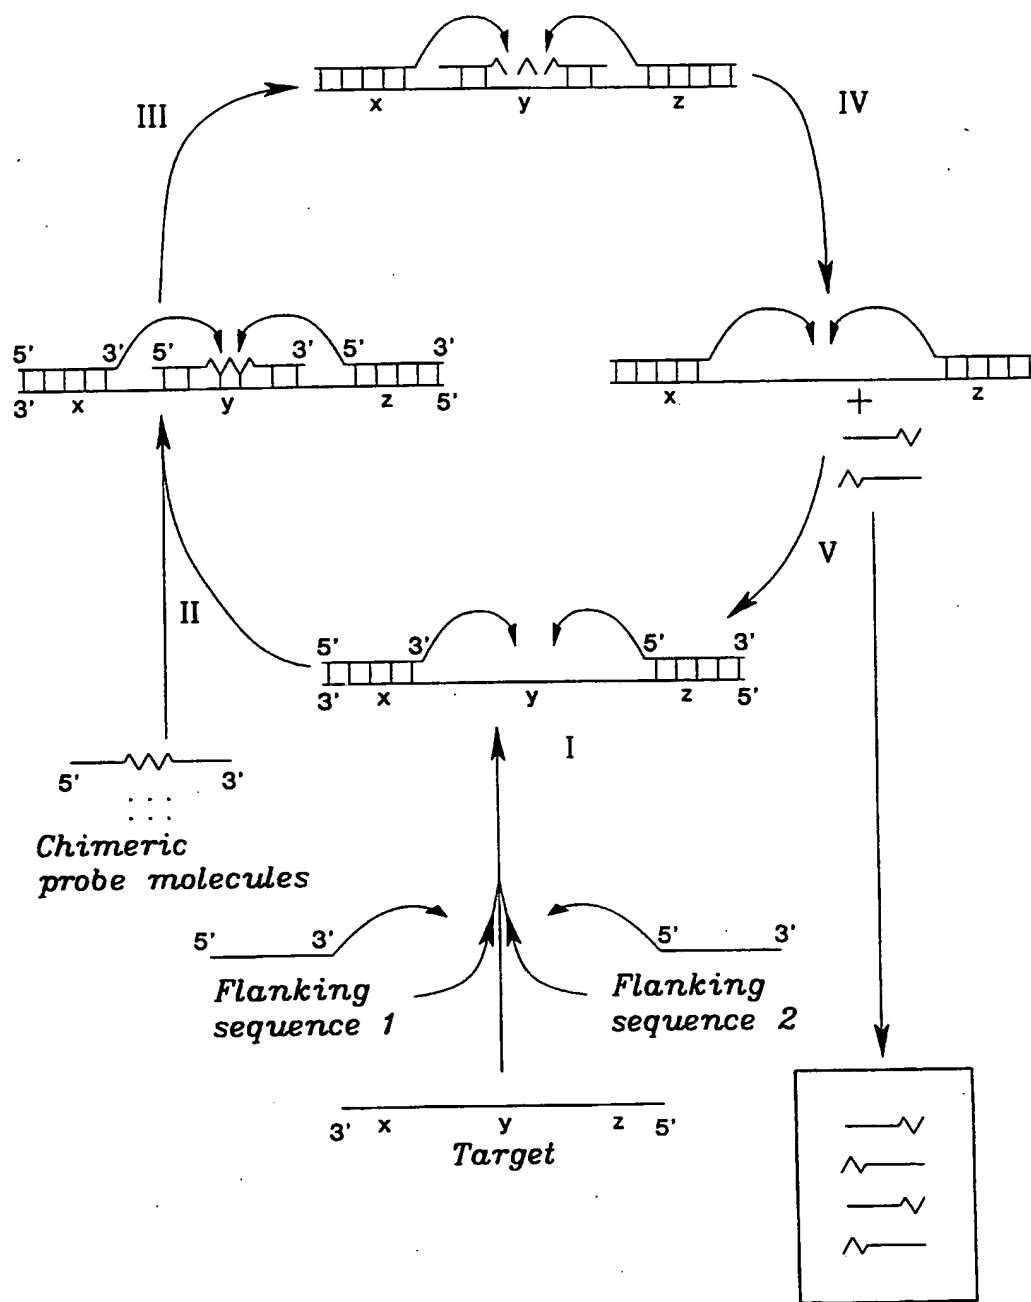 III
x y z
IV
5' 3' 5' 3' 5' 3'
3' x y z 5'
x z
+
V
II
5' 3' 5' 3'
3' x y z 5'
I
5' 3'
Chimeric
probe molecules
5' 3' 5' 3'
Flanking
sequence 1
Flanking
sequence 2
3' x y z 5'
Target